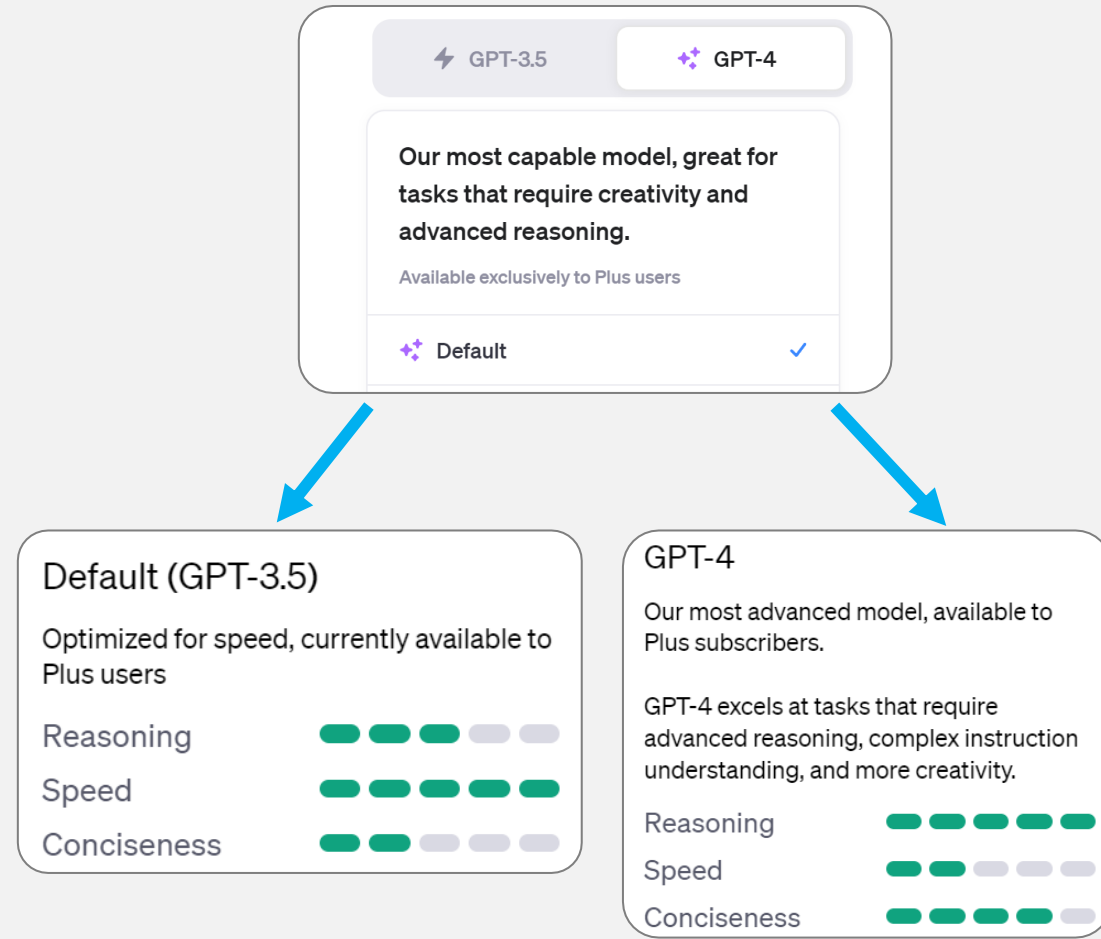 GPT-3.5
GPT-4
Our most capable model, great for
tasks that require creativity and
advanced reasoning.
Available exclusively to Plus users
Default
Default (GPT-3.5)
Optimized for speed, currently available to
Plus users
Reasoning
Speed
Conciseness
GPT-4
Our most advanced model, available to
Plus subscribers.
GPT-4 excels at tasks that require
advanced reasoning, complex instruction
understanding, and more creativity.
Reasoning
Speed
Conciseness